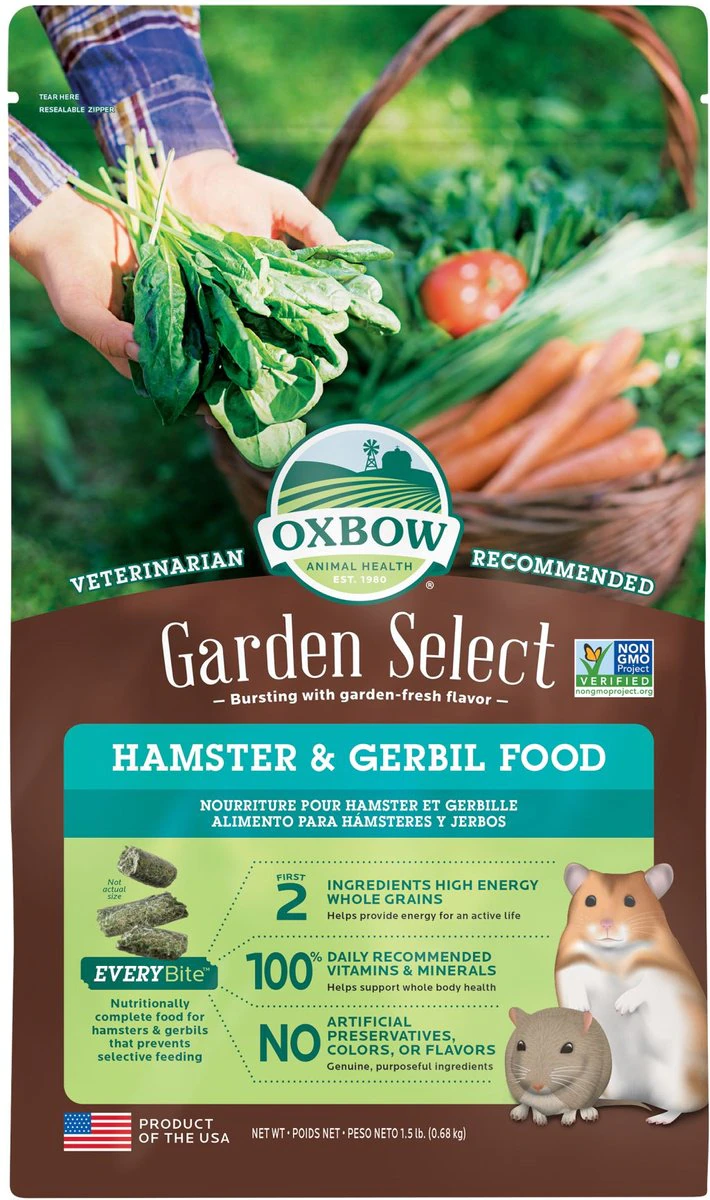 TEAR HERE
RESEALABLE ZIPPER
OXBOW
ANIMAL HEALTH
EST. 1980
®
VETERINARIAN
RECOMMENDED
Garden Select
— Bursting with garden-fresh flavor —
NON
GMO
Project
VERIFIED
nongmoproject.org
HAMSTER & GERBIL FOOD
NOURRITURE POUR HAMSTER ET GERBILLE
ALIMENTO PARA HÁMSTERES Y JERBOS
Not
actual
size
EVERYBite™
Nutritionally
complete food for
hamsters & gerbils
that prevents
selective feeding
FIRST
2
INGREDIENTS HIGH ENERGY
WHOLE GRAINS
Helps provide energy for an active life
100%
DAILY RECOMMENDED
VITAMINS & MINERALS
Helps support whole body health
NO
ARTIFICIAL
PRESERVATIVES,
COLORS, OR FLAVORS
Genuine, purposeful ingredients
PRODUCT
OF THE USA
NET WT • POIDS NET • PESO NETO 1.5 lb. (0.68 kg)